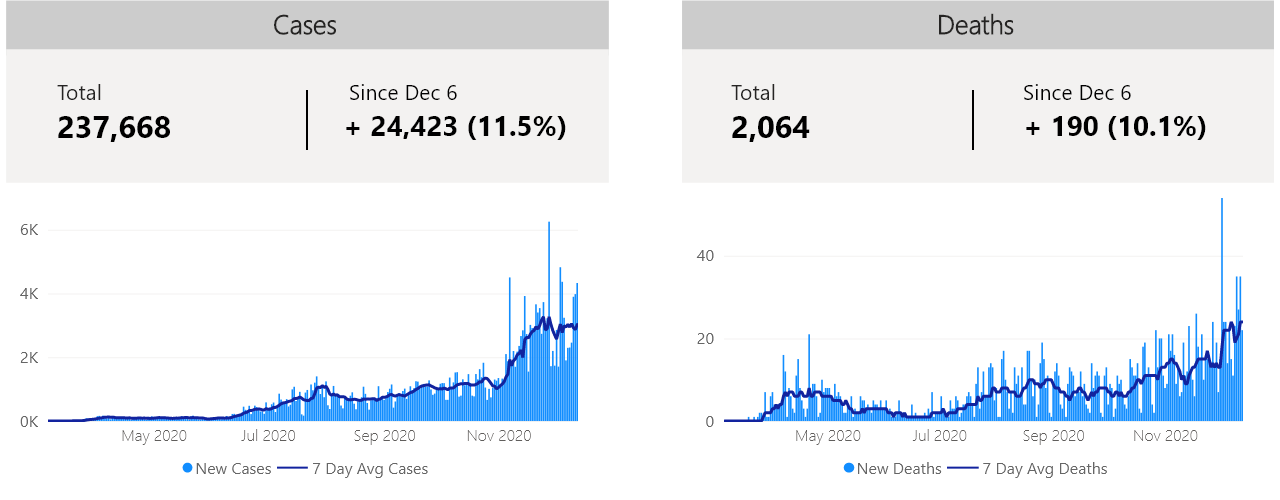 Cases
Total
237,668
Since Dec 6
+ 24,423 (11.5%)
6K
4K
2K
0K
May 2020
Jul 2020
Sep 2020
Nov 2020
New Cases
7 Day Avg Cases
Deaths
Total
2,064
Since Dec 6
+ 190 (10.1%)
40
20
0
May 2020
Jul 2020
Sep 2020
Nov 2020
New Deaths
7 Day Avg Deaths